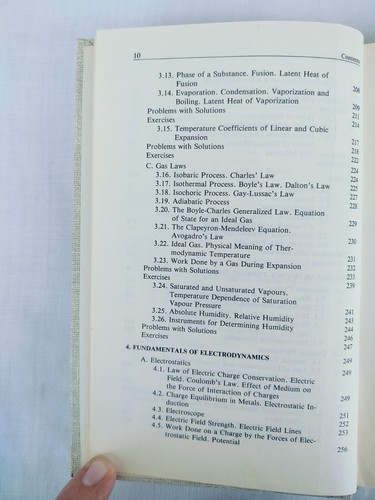 10 Contents
3.13. Phase of a Substance. Fusion. Latent Heat of
Fusion 208
3.14. Evaporation. Condensation. Vaporization and
Boiling. Latent Heat of Vaporization 209
Problems with Solutions 211
Exercises 214
3.15. Temperature Coefficients of Linear and Cubic
Expansion 217
Problems with Solutions 218
Exercises 222
C. Gas Laws 224
3.16. Isobaric Process. Charles' Law 224
3.17. Isothermal Process. Boyle's Law. Dalton's Law 225
3.18. Isochoric Process. Gay-Lussac's Law 227
3.19. Adiabatic Process 228
3.20. The Boyle-Charles Generalized Law. Equation
of State for an Ideal Gas 229
3.21. The Clapeyron-Mendeleev Equation.
Avogadro's Law 230
3.22. Ideal Gas. Physical Meaning of Ther-
modynamic Temperature 231
3.23. Work Done by a Gas During Expansion 232
Problems with Solutions 233
Exercises 239
3.24. Saturated and Unsaturated Vapours.
Temperature Dependence of Saturation
Vapour Pressure 241
3.25. Absolute Humidity. Relative Humidity 243
3.26. Instruments for Determining Humidity 244
Problems with Solutions 246
Exercises 247
4. FUNDAMENTALS OF ELECTRODYNAMICS 249
A. Electrostatics 249
4.1. Law of Electric Charge Conservation. Electric
Field. Coulomb's Law. Effect of Medium on
the Force of Interaction of Charges 249
4.2. Charge Equilibrium in Metals. Electrostatic In-
duction 251
4.3. Electroscope 252
4.4. Electric Field Strength. Electric Field Lines 253
4.5. Work Done on a Charge by the Forces of Elec-
trostatic Field. Potential 256